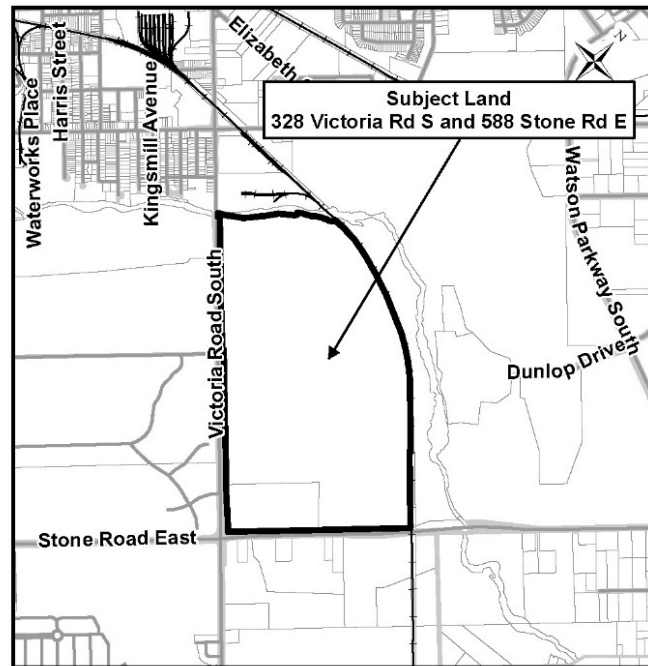 Elizabeth
N
Waterworks Place
Harris Street
Kingsmill Avenue
Subject Land
328 Victoria Rd S and 588 Stone Rd E
Watson Parkway South
Victoria Road South
Dunlop Drive
Stone Road East